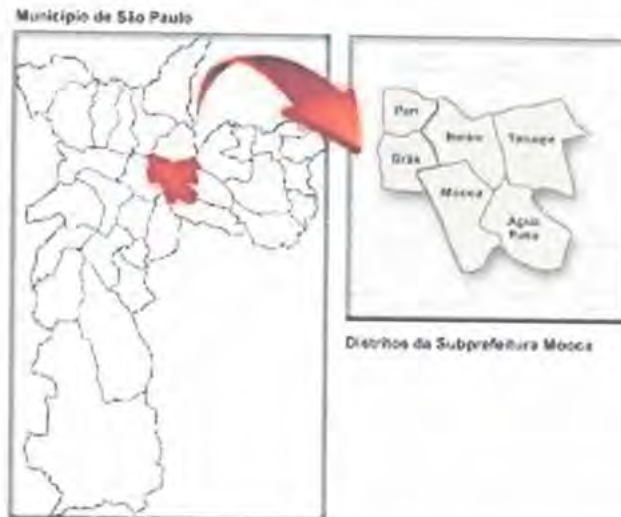 Município de São Paulo
Pari
Belém
Tatuapé
Brás
Mooca
Água
Rasa
Distritos da Subprefeitura Mooca